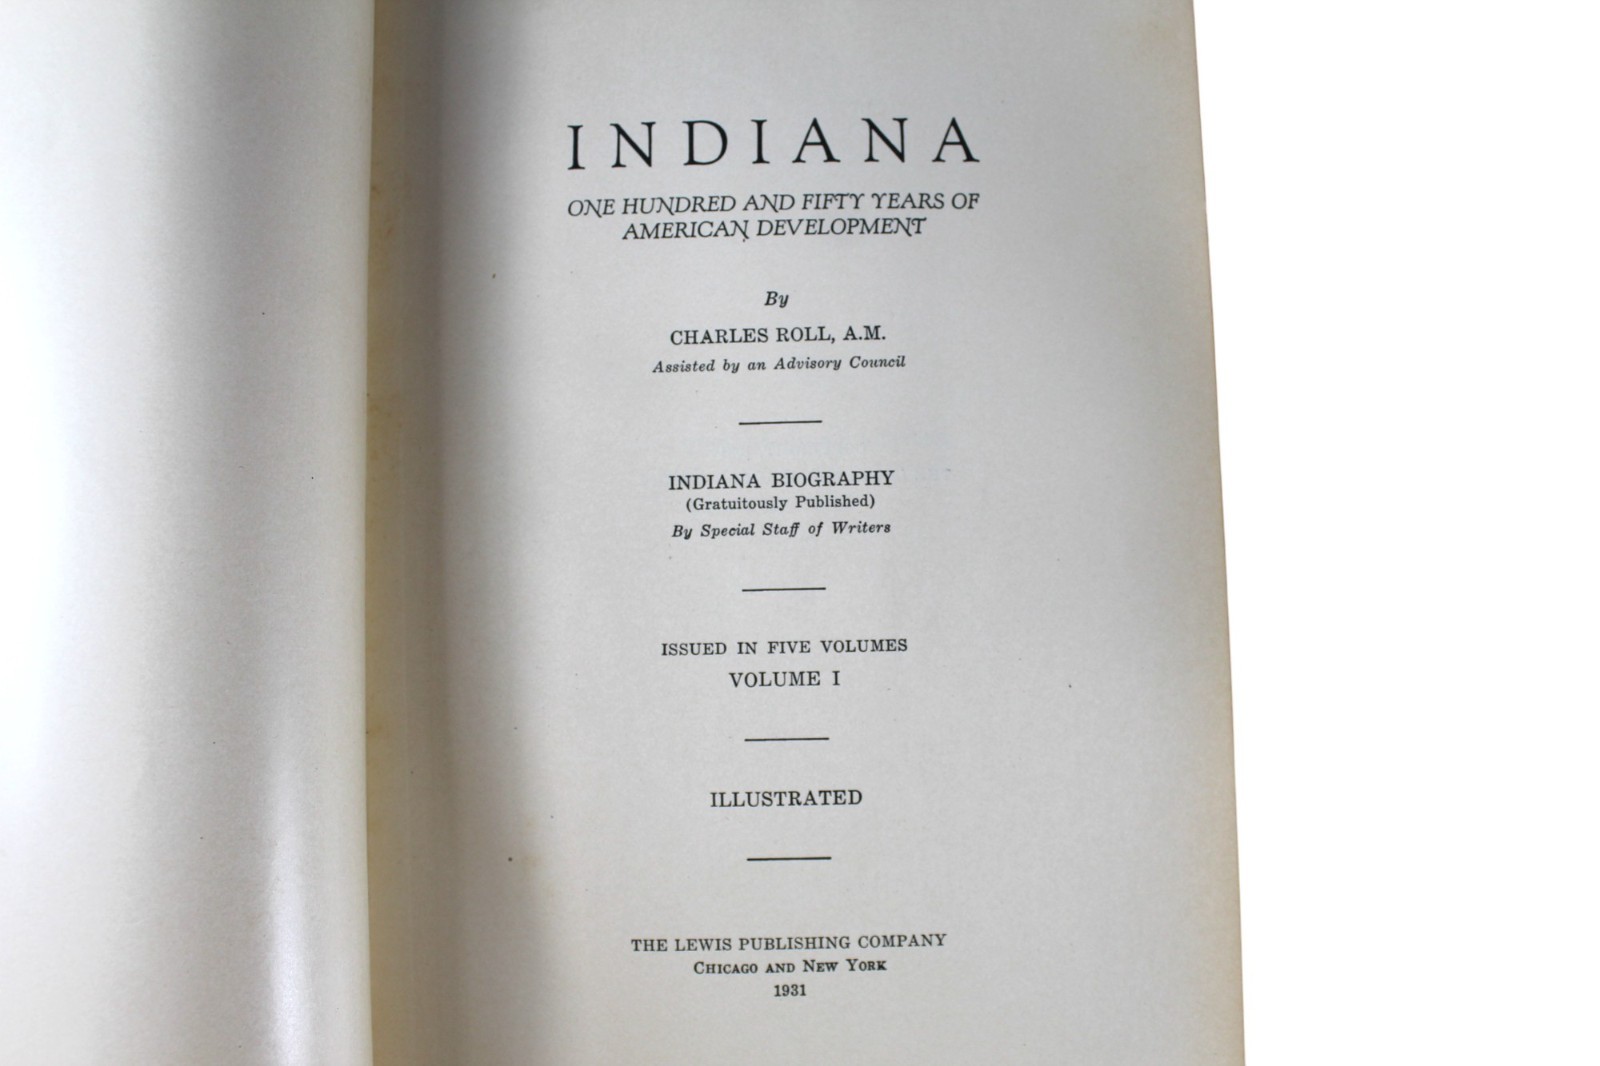 INDIANA
ONE HUNDRED AND FIFTY YEARS OF
AMERICAN DEVELOPMENT
By
CHARLES ROLL, A.M.
Assisted by an Advisory Council
INDIANA BIOGRAPHY
(Gratuitously Published)
By Special Staff of Writers
ISSUED IN FIVE VOLUMES
VOLUME I
ILLUSTRATED
THE LEWIS PUBLISHING COMPANY
CHICAGO AND NEW YORK
1931